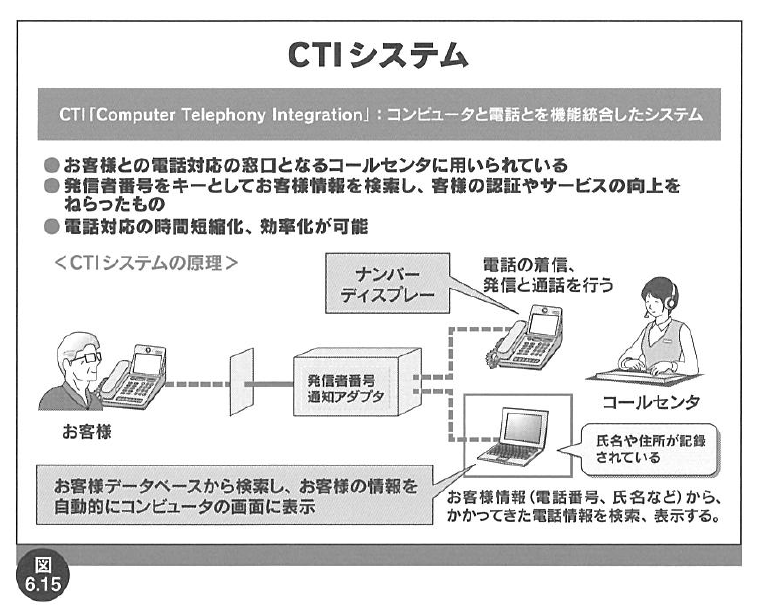 CTIシステム
CTI「Computer Telephony Integration」：コンピュータと電話とを機能統合したシステム
●お客様との電話対応の窓口となるコールセンタに用いられている
●発信者番号をキーとしてお客様情報を検索し、客様の認証やサービスの向上を
ねらったもの
●電話対応の時間短縮化、効率化が可能
＜CTIシステムの原理＞
ナンバー
ディスプレー
電話の着信、
発信と通話を行う
発信者番号
通知アダプタ
お客様
コールセンタ
氏名や住所が記録
されている
お客様データベースから検索し、お客様の情報を
自動的にコンピュータの画面に表示
お客様情報（電話番号、氏名など）から、
かかってきた電話情報を検索、表示する。
図
6.15